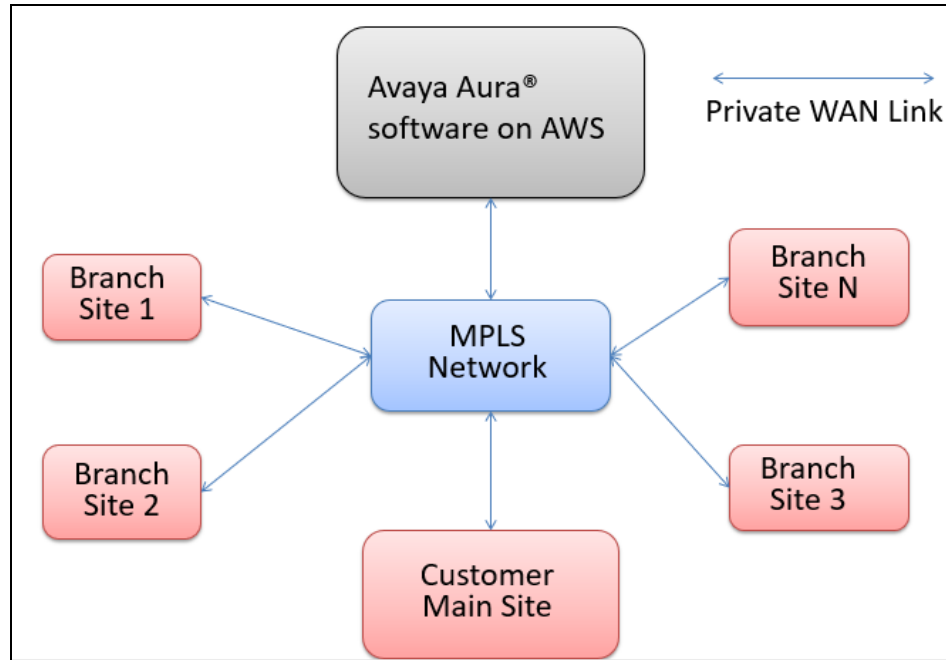 Avaya Aura®
software on AWS
Private WAN Link
Branch
Site 1
Branch
Site N
MPLS
Network
Branch
Site 2
Branch
Site 3
Customer
Main Site